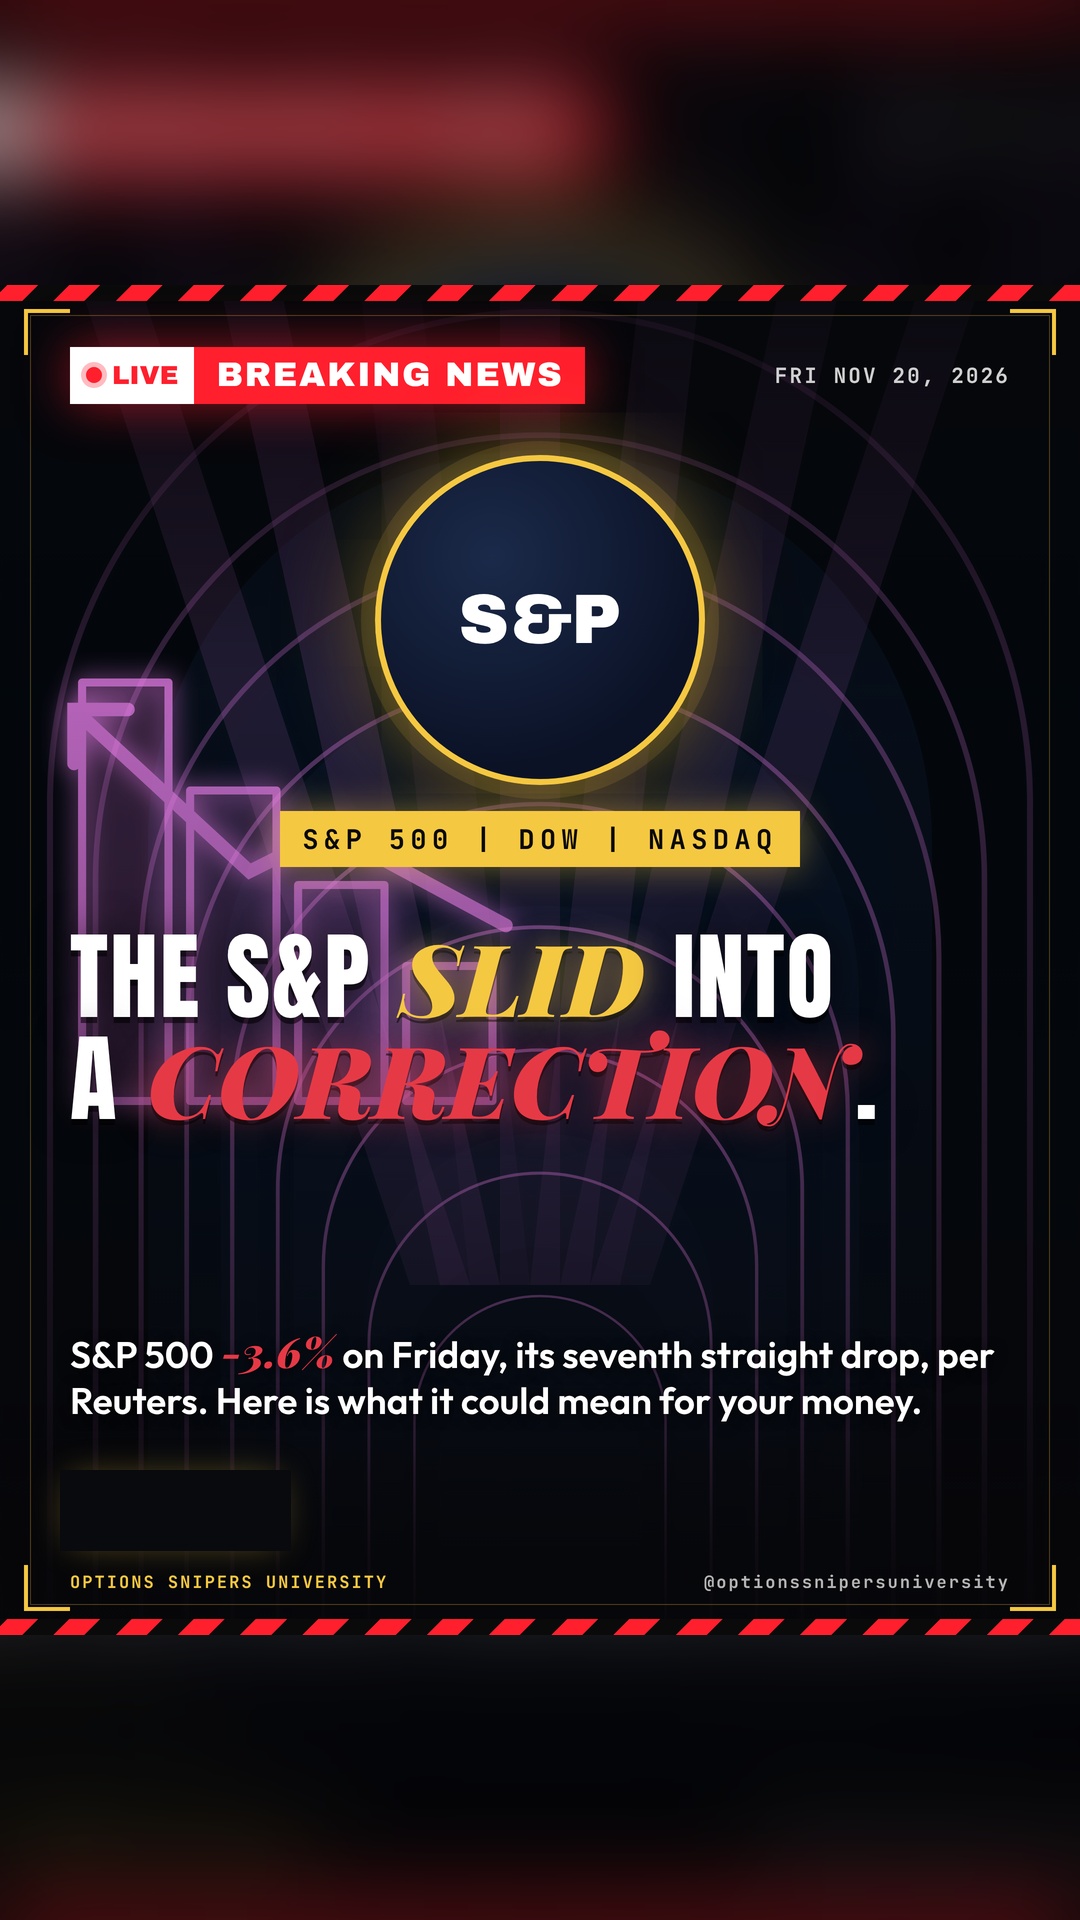 LIVE BREAKING NEWS
FRI NOV 20, 2026
S&P
S&P 500 | DOW | NASDAQ
THE S&P SLID INTO
A CORRECTION.
S&P 500 -3.6% on Friday, its seventh straight drop, per
Reuters. Here is what it could mean for your money.
OPTIONS SNIPERS UNIVERSITY
@optionssnipersuniversity